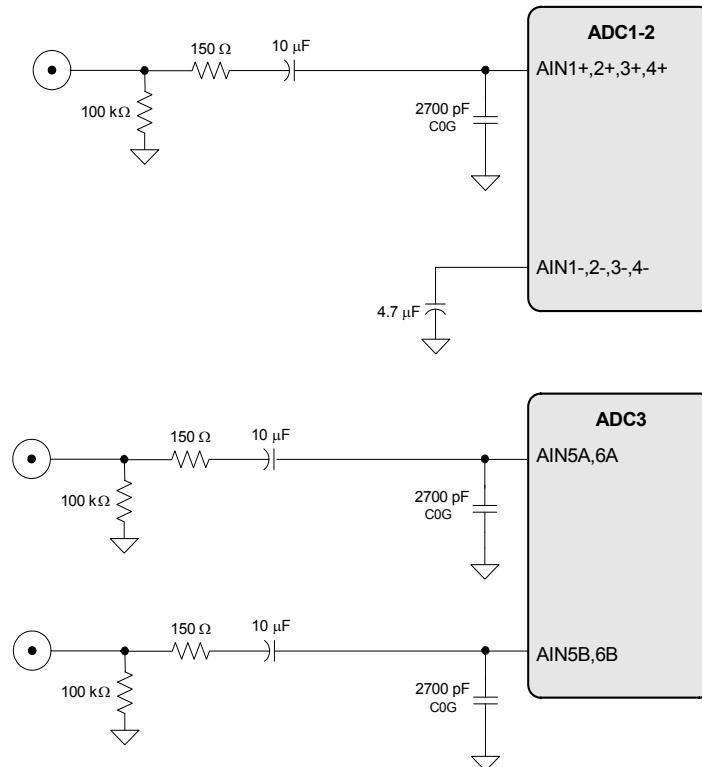 ADC1-2
150 Ω
10 μF
AIN1+,2+,3+,4+
100 kΩ
2700 pF
C0G
AIN1-,2-,3-,4-
4.7 μF
ADC3
150 Ω
10 μF
AIN5A,6A
100 kΩ
2700 pF
C0G
150 Ω
10 μF
AIN5B,6B
100 kΩ
2700 pF
C0G